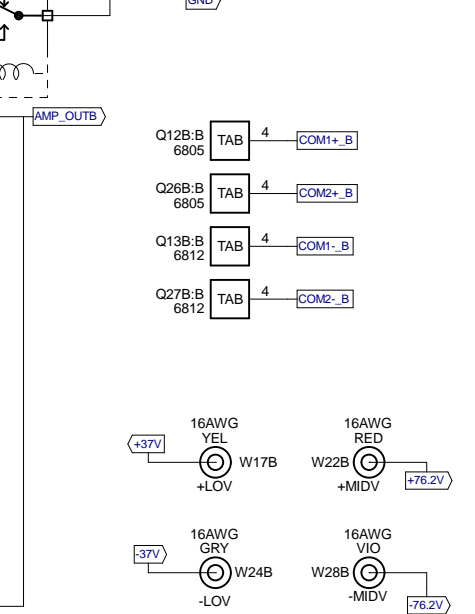 GND
AMP_OUTB
Q12B:B
6805
TAB
4
COM1+_B
Q26B:B
6805
TAB
4
COM2+_B
Q13B:B
6812
TAB
4
COM1-_B
Q27B:B
6812
TAB
4
COM2-_B
16AWG
YEL
+37V
W17B
+LOV
16AWG
RED
W22B
+76.2V
+MIDV
16AWG
GRY
-37V
W24B
-LOV
16AWG
VIO
W28B
-MIDV
-76.2V